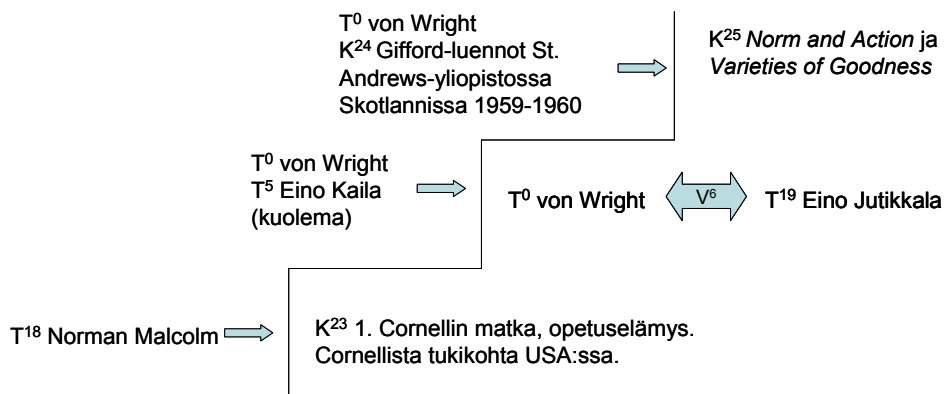 T⁰ von Wright
K²⁴ Gifford-luennot St.
Andrews-yliopistossa
Skotlannissa 1959-1960
K²⁵ Norm and Action ja
Varieties of Goodness
T⁰ von Wright
T⁵ Eino Kaila
(kuolema)
T⁰ von Wright
V⁶
T¹⁹ Eino Jutikkala
T¹⁸ Norman Malcolm
K²³ 1. Cornellin matka, opetuselämys.
Cornellista tukikohta USA:ssa.